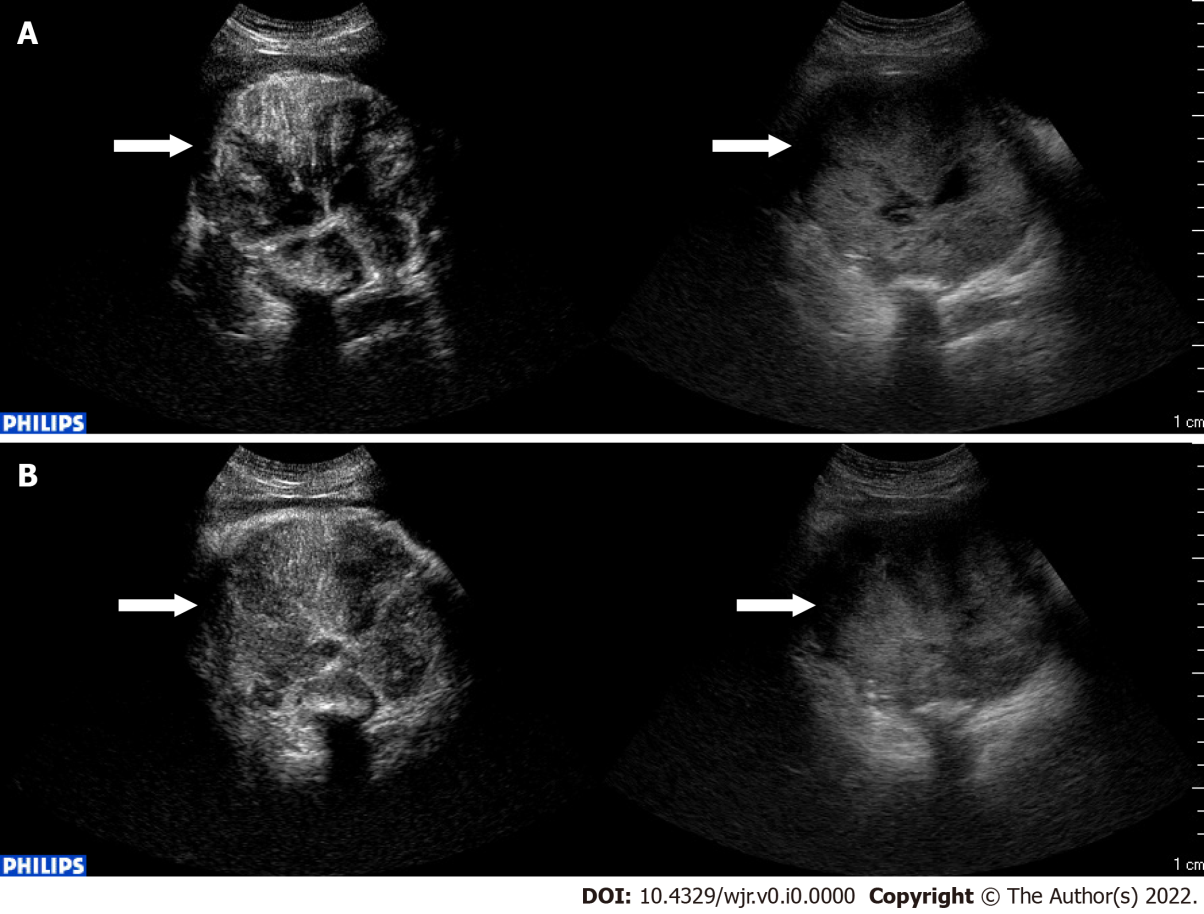 A
PHILIPS
1 cm
B
PHILIPS
1 cm
DOI: 10.4329/wjr.v0.i0.0000 Copyright © The Author(s) 2022.